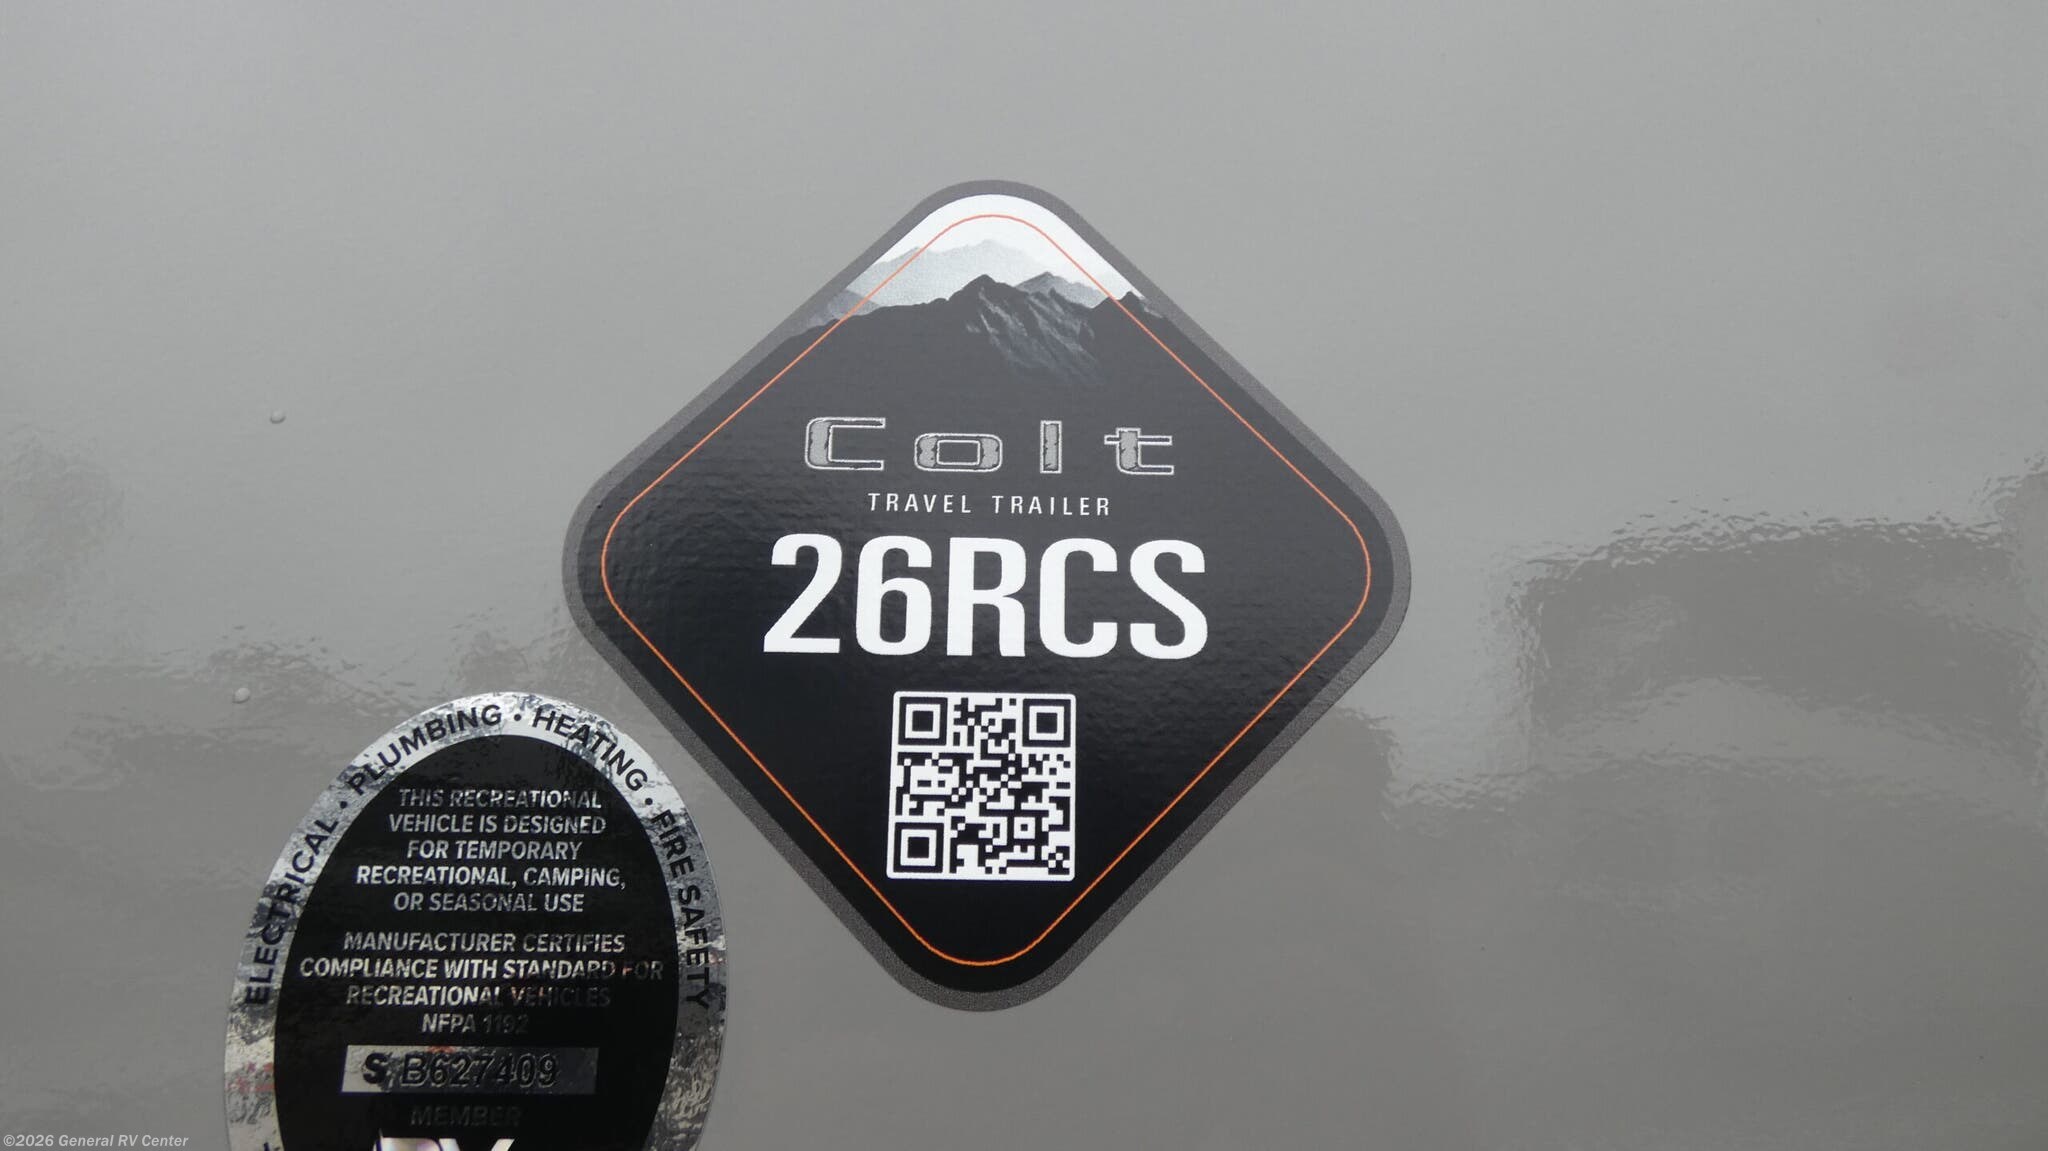 Colt
TRAVEL TRAILER
26RCS
ELECTRICAL · PLUMBING · HEATING · FIRE SAFETY
THIS RECREATIONAL
VEHICLE IS DESIGNED
FOR TEMPORARY
RECREATIONAL, CAMPING,
OR SEASONAL USE
MANUFACTURER CERTIFIES
COMPLIANCE WITH STANDARD FOR
RECREATIONAL VEHICLES
NFPA 1192
S B627409
MEMBER
RV
©2026 General RV Center